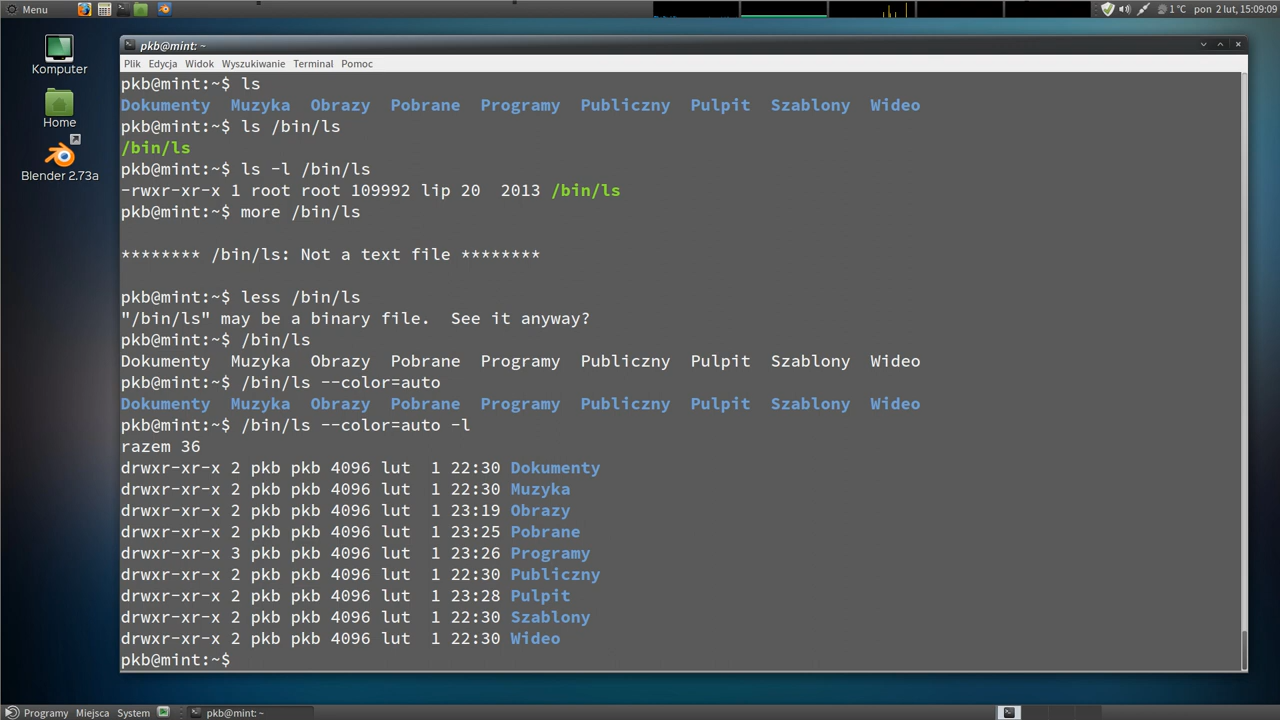 Menu
1 °C pon 2 lut, 15:09:09
Komputer
Home
Blender 2.73a
pkb@mint: ~
Plik Edycja Widok Wyszukiwanie Terminal Pomoc
pkb@mint:~$ ls
Dokumenty Muzyka Obrazy Pobrane Programy Publiczny Pulpit Szablony Wideo
pkb@mint:~$ ls /bin/ls
/bin/ls
pkb@mint:~$ ls -l /bin/ls
-rwxr-xr-x 1 root root 109992 lip 20  2013 /bin/ls
pkb@mint:~$ more /bin/ls
******** /bin/ls: Not a text file ********
pkb@mint:~$ less /bin/ls
"/bin/ls" may be a binary file.  See it anyway?
pkb@mint:~$ /bin/ls
Dokumenty Muzyka Obrazy Pobrane Programy Publiczny Pulpit Szablony Wideo
pkb@mint:~$ /bin/ls --color=auto
Dokumenty Muzyka Obrazy Pobrane Programy Publiczny Pulpit Szablony Wideo
pkb@mint:~$ /bin/ls --color=auto -l
razem 36
drwxr-xr-x 2 pkb pkb 4096 lut  1 22:30 Dokumenty
drwxr-xr-x 2 pkb pkb 4096 lut  1 22:30 Muzyka
drwxr-xr-x 2 pkb pkb 4096 lut  1 23:19 Obrazy
drwxr-xr-x 2 pkb pkb 4096 lut  1 23:25 Pobrane
drwxr-xr-x 3 pkb pkb 4096 lut  1 23:26 Programy
drwxr-xr-x 2 pkb pkb 4096 lut  1 22:30 Publiczny
drwxr-xr-x 2 pkb pkb 4096 lut  1 23:28 Pulpit
drwxr-xr-x 2 pkb pkb 4096 lut  1 22:30 Szablony
drwxr-xr-x 2 pkb pkb 4096 lut  1 22:30 Wideo
pkb@mint:~$
Programy Miejsca System pkb@mint: ~